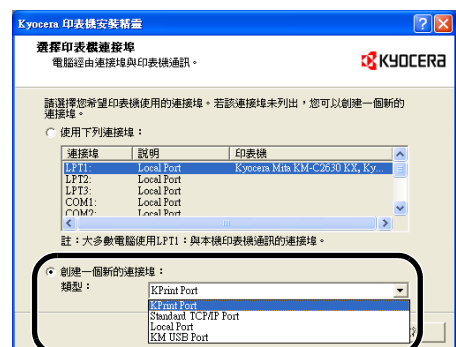 Kyocera 印表機安裝精靈
選擇印表機連接埠
電腦經由連接埠與印表機通訊。
KYOCERA
請選擇您希望印表機使用的連接埠。若該連接埠未列出，您可以創建一個新的
連接埠。
使用下列連接埠：
連接埠 說明 印表機
LPT1: Local Port Kyocera Mita KM-C2630 KX, Ky...
LPT2: Local Port
LPT3: Local Port
COM1: Local Port
COM2: Local Port
註：大多數電腦使用LPT1：與本機印表機通訊的連接埠。
創建一個新的連接埠：
類型：
KPrint Port
KPrint Port
Standard TCP/IP Port
Local Port
KM USB Port